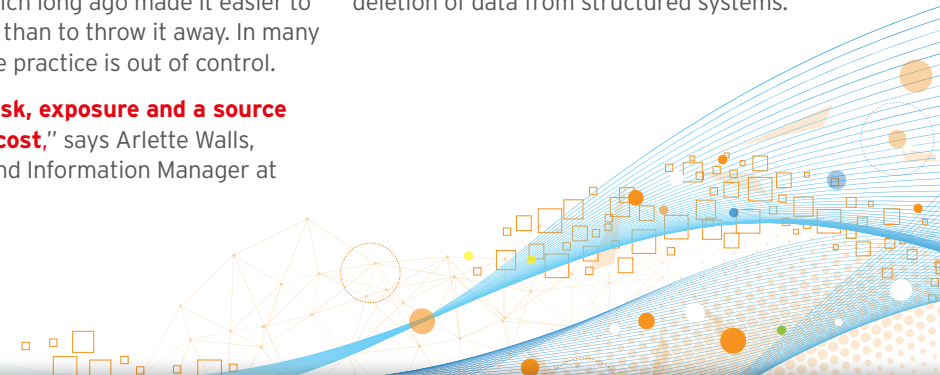 ich long ago made it easier to
than to throw it away. In many
e practice is out of control.
sk, exposure and a source
cost,” says Arlette Walls,
nd Information Manager at
deletion of data from structured systems.